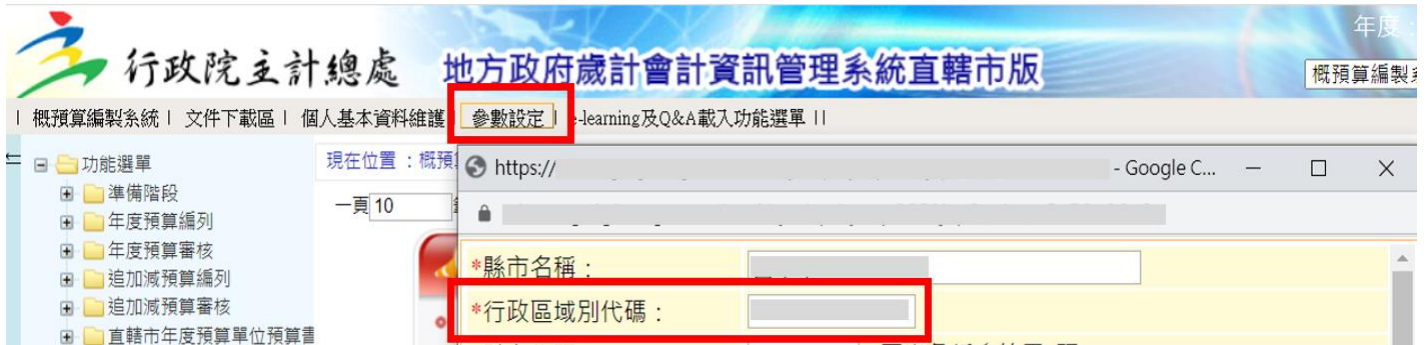 年度：
行政院主計總處 地方政府歲計會計資訊管理系統直轄市版
概預算編製系
| 概預算編製系統 | 文件下載區 | 個人基本資料維護 參數設定 | -learning及Q&A載入功能選單 ||
功能選單
現在位置：概預
https:// - Google C...
準備階段
一頁 10
年度預算編列
年度預算審核
*縣市名稱：
追加減預算編列
追加減預算審核
*行政區域別代碼：
直轄市年度預算單位預算書